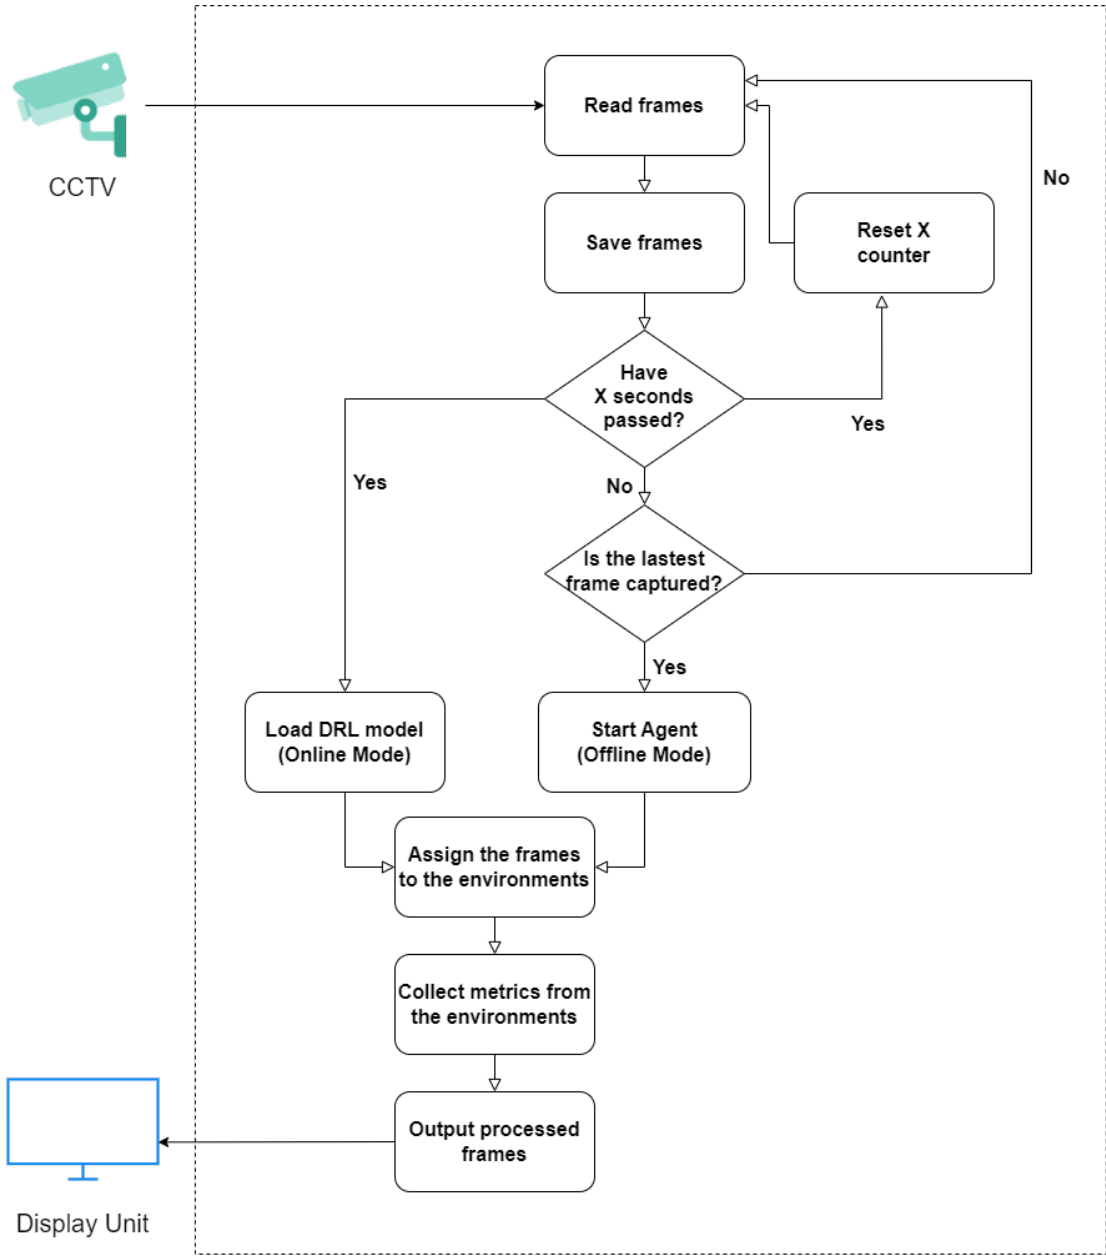 CCTV
Read frames
No
Save frames
Reset X
counter
Have
X seconds
passed?
Yes
Yes
No
Is the lastest
frame captured?
Yes
Load DRL model
(Online Mode)
Start Agent
(Offline Mode)
Assign the frames
to the environments
Collect metrics from
the environments
Output processed
frames
Display Unit